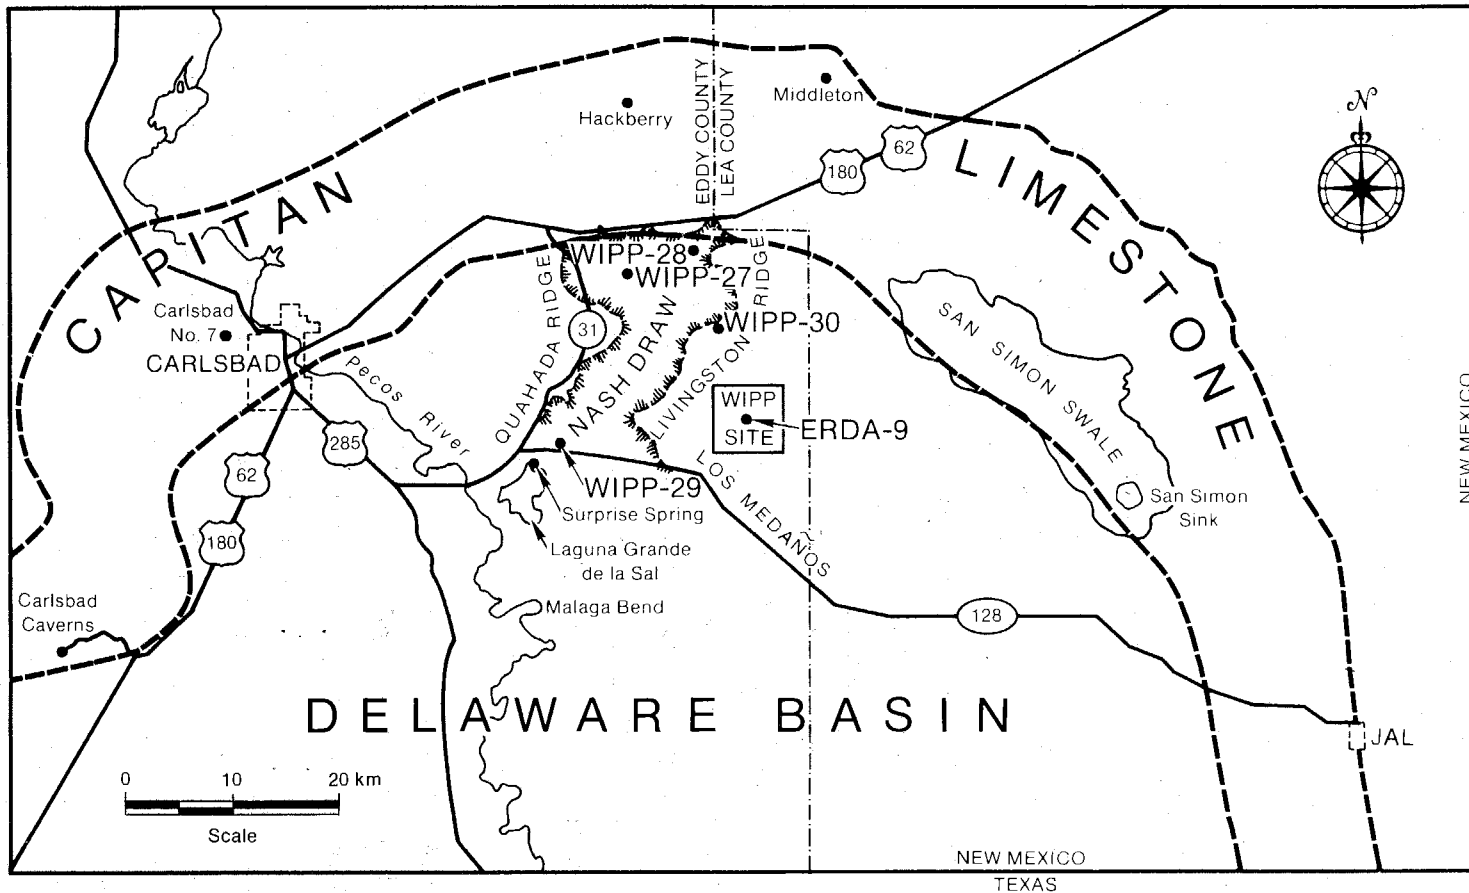 N
EDDY COUNTY
LEA COUNTY
Middleton
Hackberry
62
180
CAPITAN
LIMESTONE
WIPP-28
WIPP-27
RIDGE
QUAHADA RIDGE
Carlsbad
No. 7
CARLSBAD
31
WIPP-30
NASH DRAW
LIVINGSTON
Pecos River
SAN SIMON SWALE
NEW MEXICO
WIPP
SITE
ERDA-9
285
62
180
WIPP-29
Surprise Spring
LOS MEDAÑOS
San Simon
Sink
Laguna Grande
de la Sal
Malaga Bend
Carlsbad
Caverns
128
DELAWARE BASIN
JAL
0 10 20 km
Scale
NEW MEXICO
TEXAS